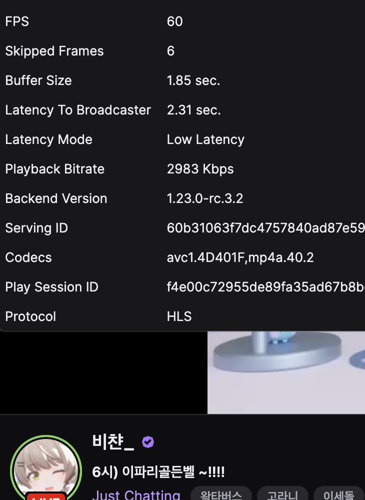 FPS 60
Skipped Frames 6
Buffer Size 1.85 sec.
Latency To Broadcaster 2.31 sec.
Latency Mode Low Latency
Playback Bitrate 2983 Kbps
Backend Version 1.23.0-rc.3.2
Serving ID 60b31063f7dc4757840ad87e59
Codecs avc1.4D401F,mp4a.40.2
Play Session ID f4e00c72955de89fa35ad67b8b
Protocol HLS
비챤_
6시) 이파리골든벨 ~!!!!
Just Chatting 왁타버스 고라니 이세돌